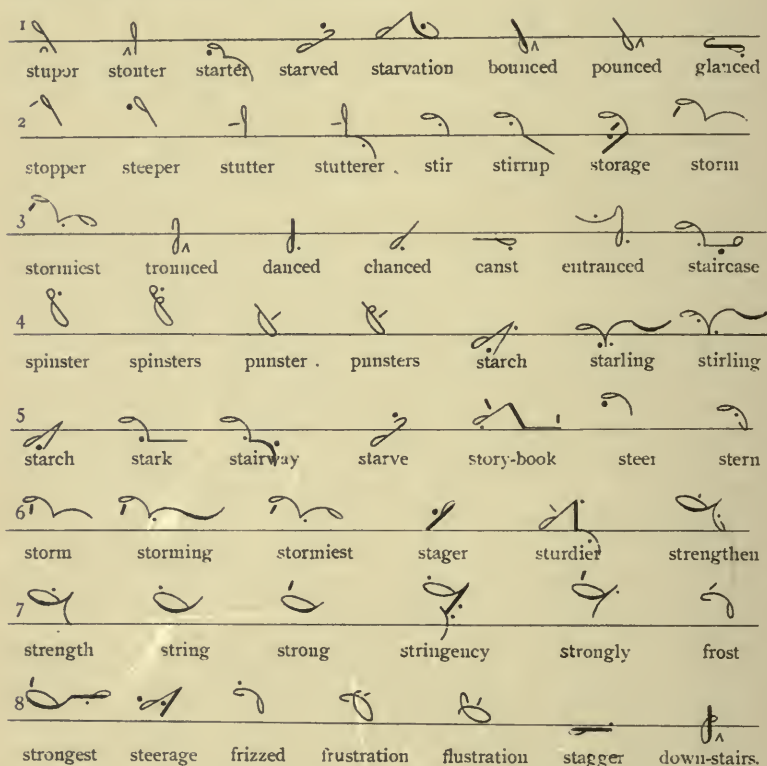 1
stupor stouter starter starved starvation bounced pounced glanced
2
stopper steeper stutter stutterer . stir stirrup storage storm
3
stormiest trounced danced chanced canst entranced staircase
4
spinster spinsters punster . punsters starch starling stirling
5
starch stark stairway starve story-book steer stern
6
storm storming stormiest stager sturdier strengthen
7
strength string strong stringency strongly frost
8
strongest steerage frizzed frustration flustration stagger down-stairs.